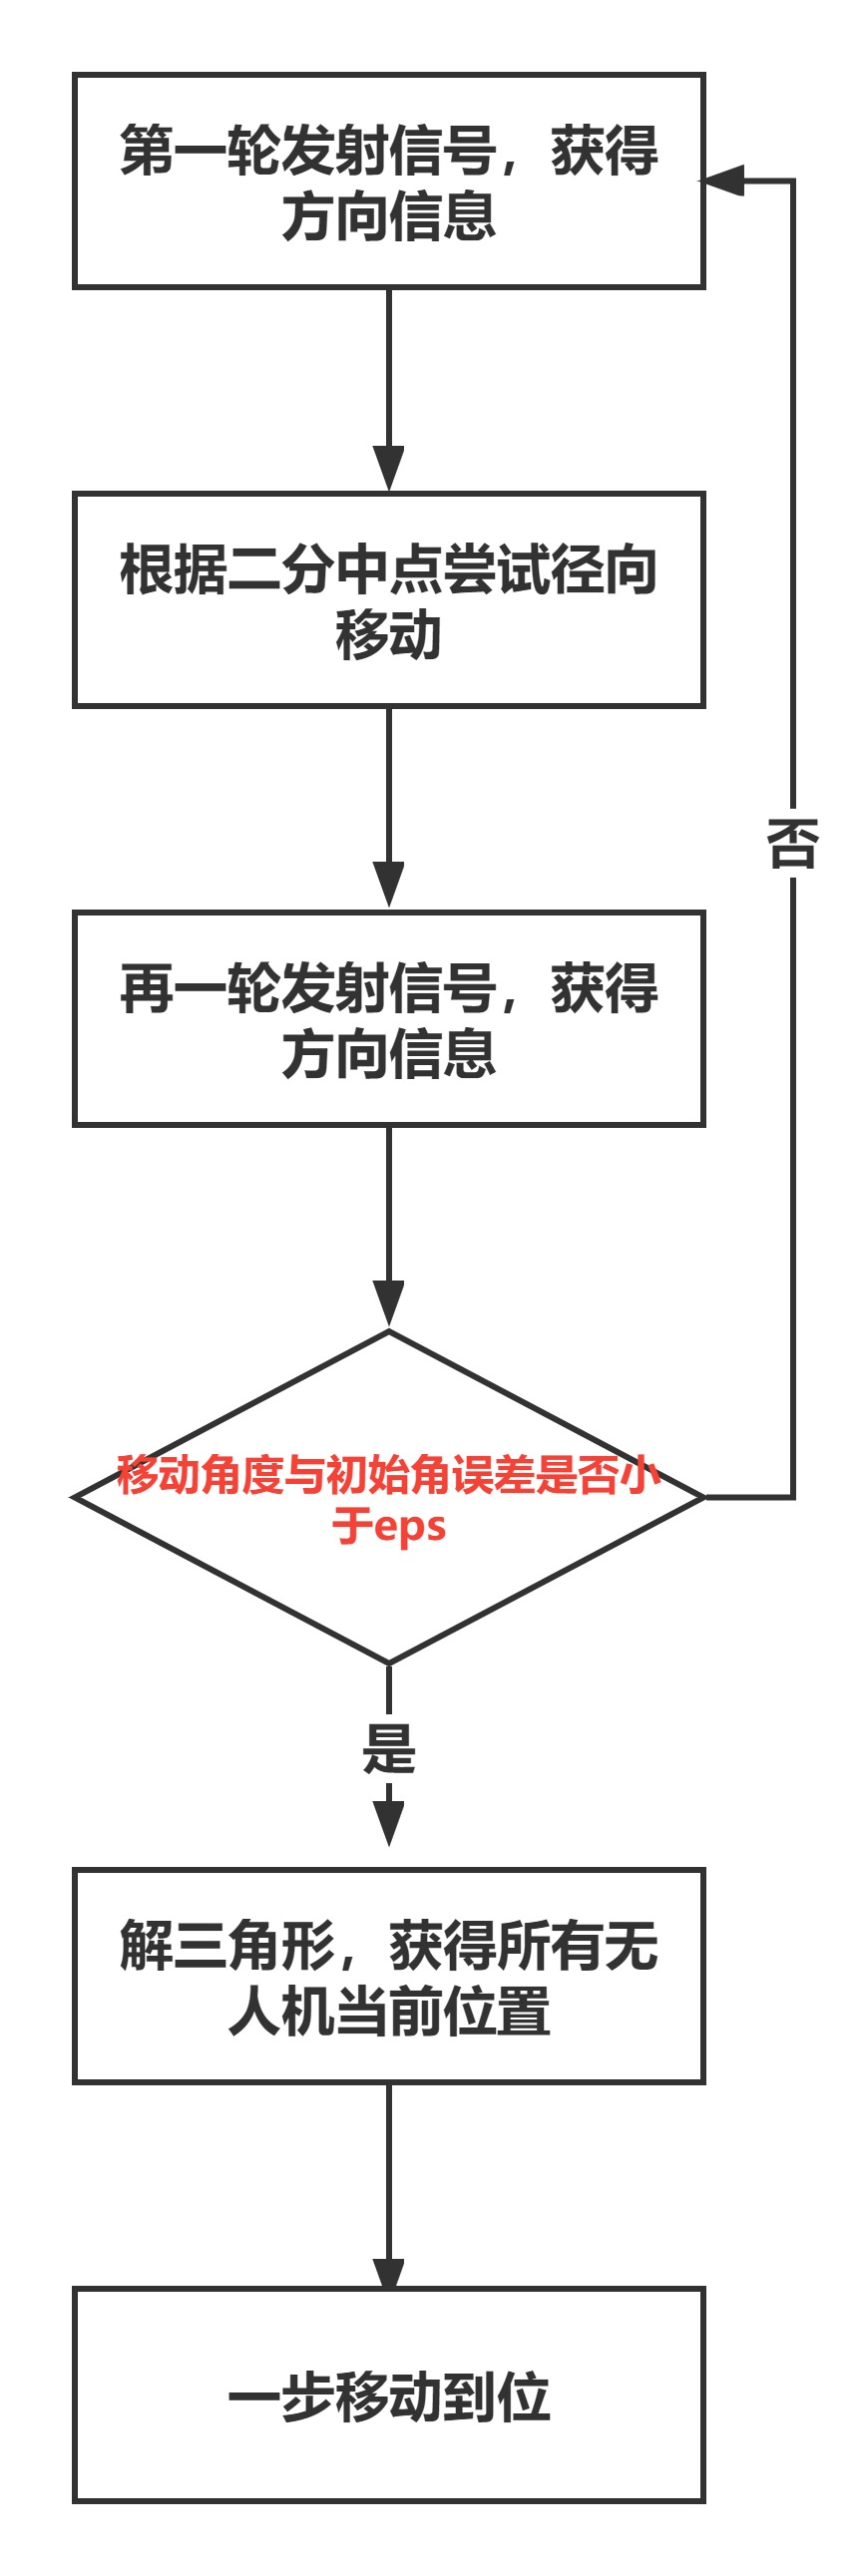 第一轮发射信号，获得
方向信息
根据二分中点尝试径向
移动
否
再一轮发射信号，获得
方向信息
移动角度与初始角误差是否小
于eps
是
解三角形，获得所有无
人机当前位置
一步移动到位